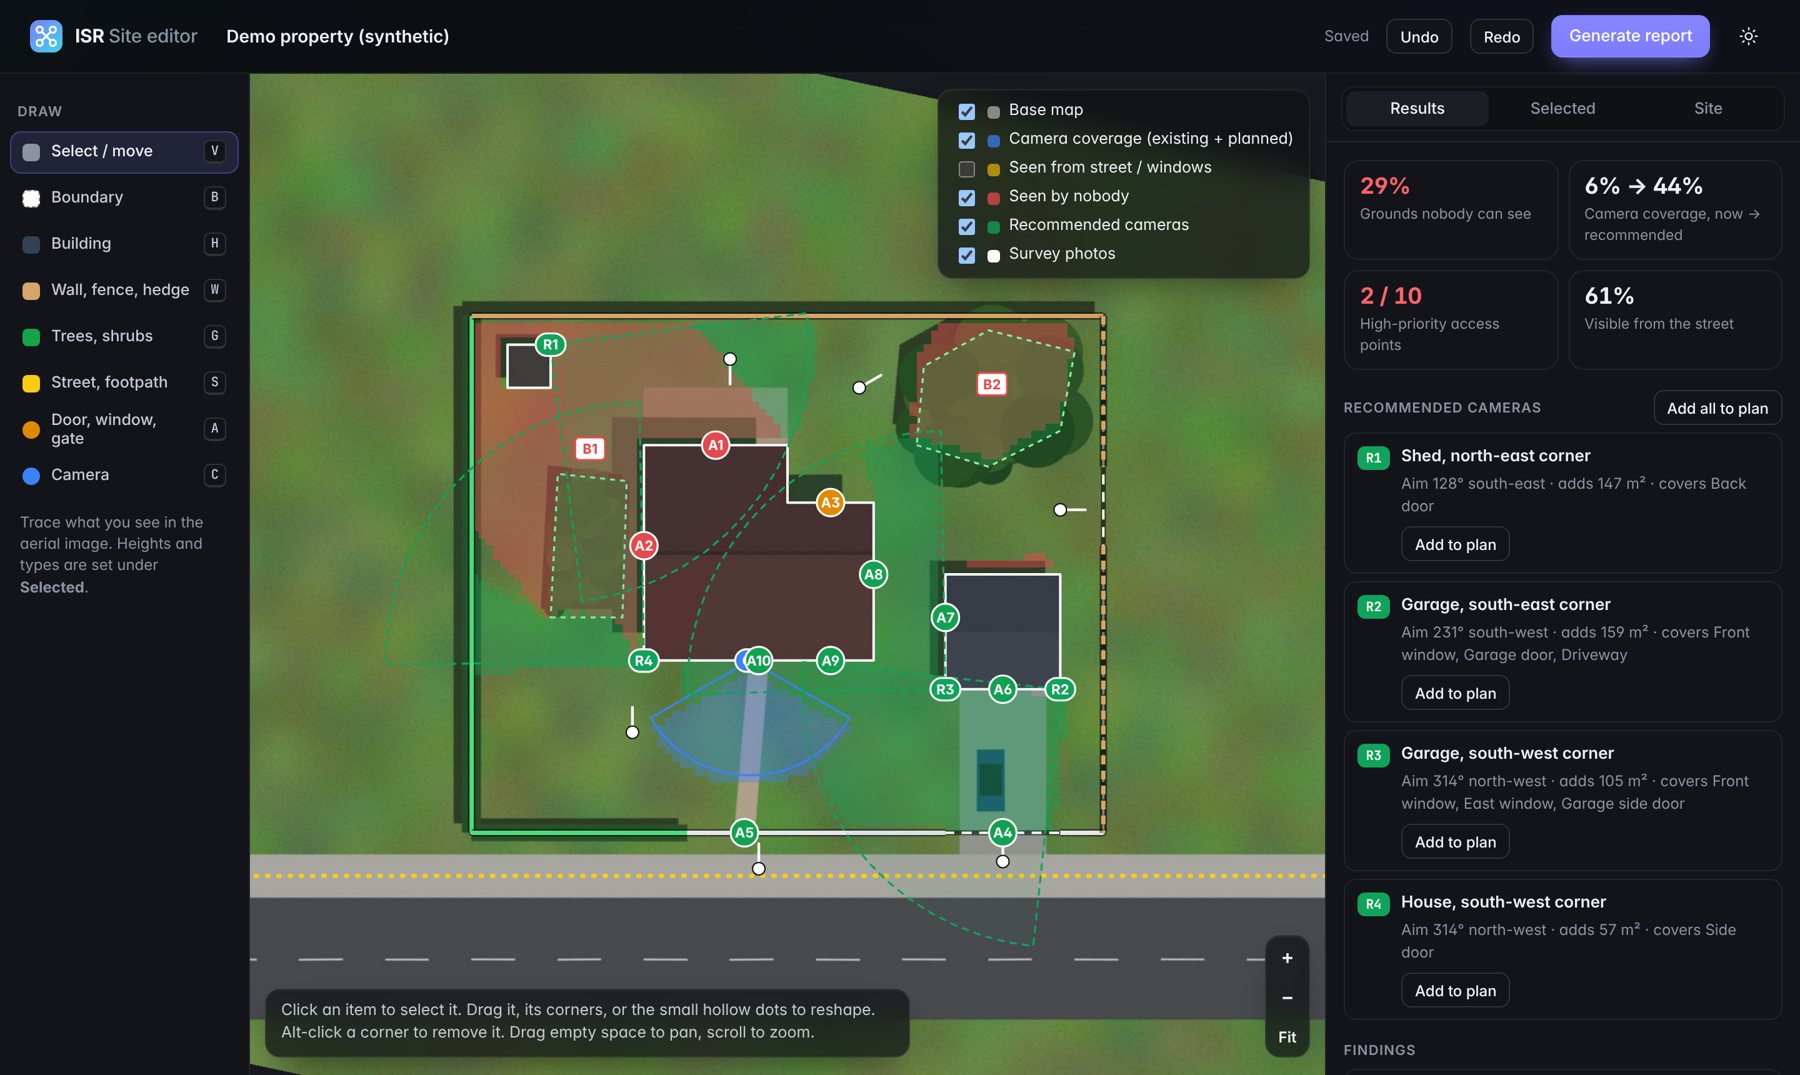 ISR Site editor
Demo property (synthetic)
Saved
Undo
Redo
Generate report
DRAW
Select / move V
Boundary B
Building H
Wall, fence, hedge W
Trees, shrubs G
Street, footpath S
Door, window,
gate A
Camera C
Trace what you see in the
aerial image. Heights and
types are set under
Selected.
Base map
Camera coverage (existing + planned)
Seen from street / windows
Seen by nobody
Recommended cameras
Survey photos
R1
B2
B1
A1
A3
A2
A8
A7
R4
A10
A9
R3
A6
R2
A5
A4
Click an item to select it. Drag it, its corners, or the small hollow dots to reshape.
Alt-click a corner to remove it. Drag empty space to pan, scroll to zoom.
+
−
Fit
Results
Selected
Site
29%
Grounds nobody can see
6% → 44%
Camera coverage, now →
recommended
2 / 10
High-priority access
points
61%
Visible from the street
RECOMMENDED CAMERAS
Add all to plan
R1 Shed, north-east corner
Aim 128° south-east · adds 147 m² · covers Back
door
Add to plan
R2 Garage, south-east corner
Aim 231° south-west · adds 159 m² · covers Front
window, Garage door, Driveway
Add to plan
R3 Garage, south-west corner
Aim 314° north-west · adds 105 m² · covers Front
window, East window, Garage side door
Add to plan
R4 House, south-west corner
Aim 314° north-west · adds 57 m² · covers Side
door
Add to plan
FINDINGS